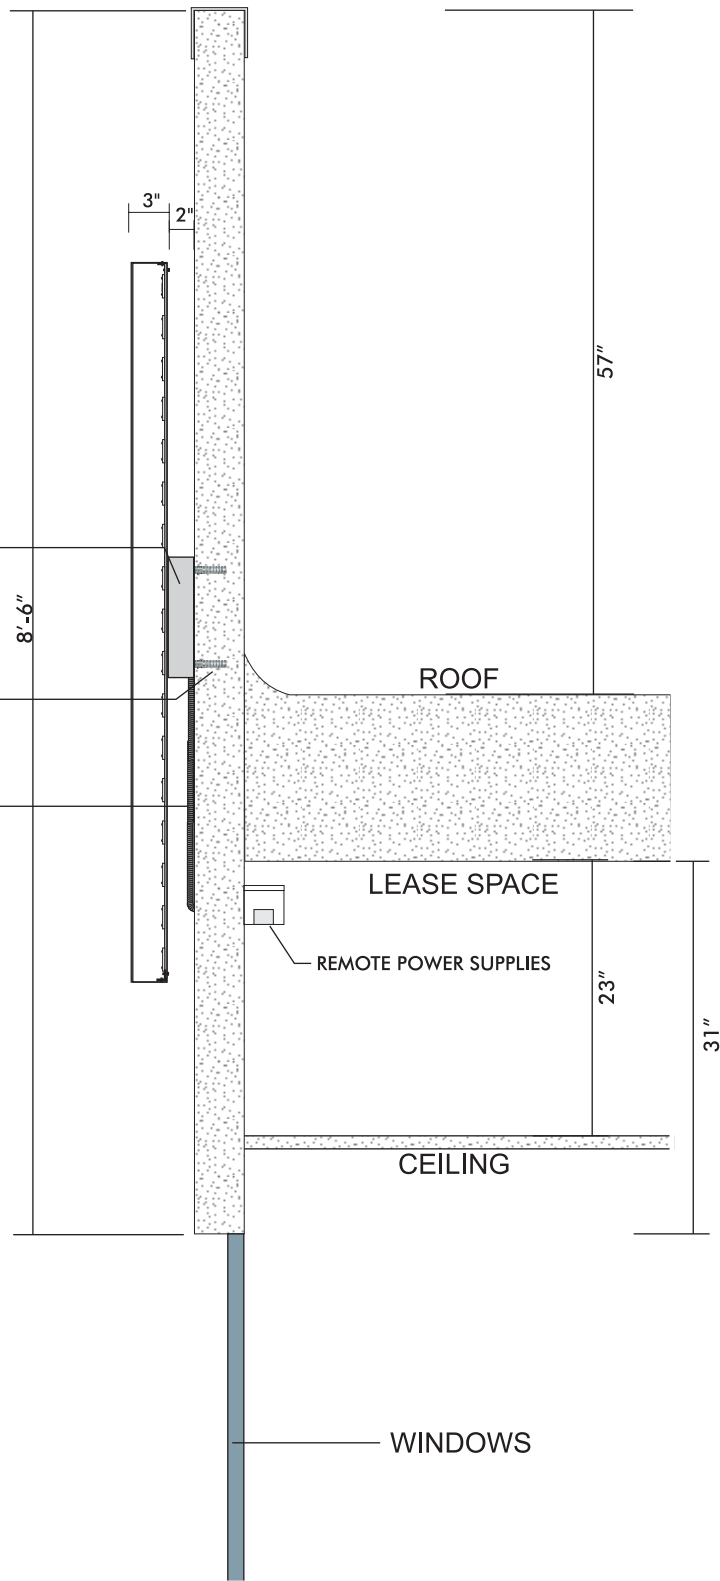 3"
2"
57"
8'-6"
ROOF
LEASE SPACE
REMOTE POWER SUPPLIES
23"
31"
CEILING
WINDOWS